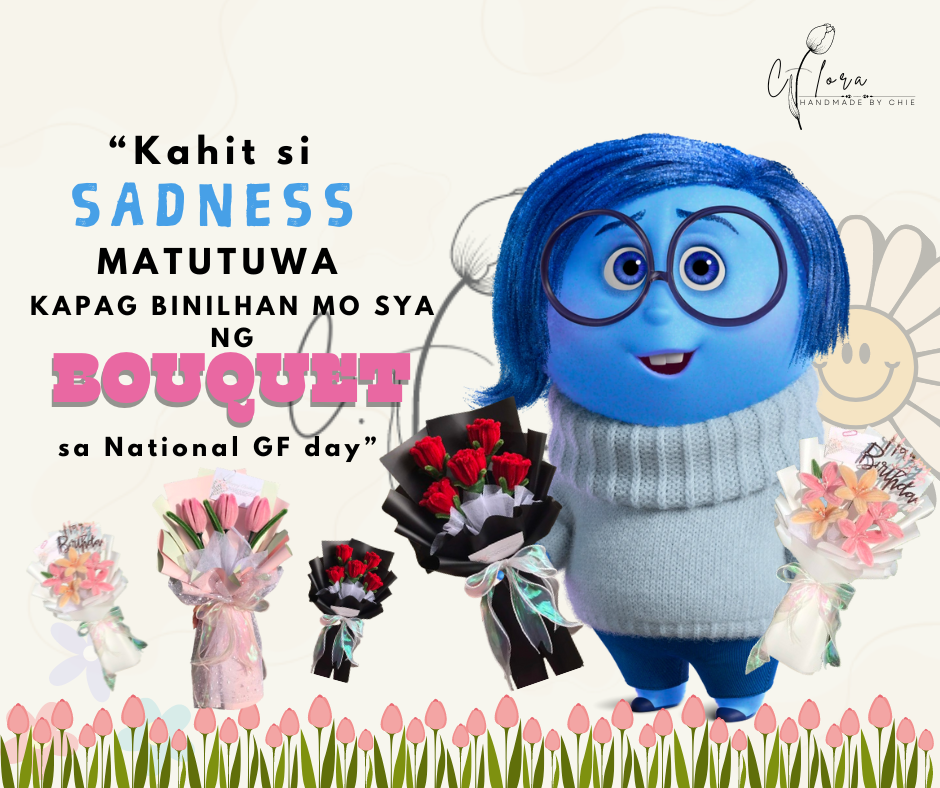 C Flora
HANDMADE BY CHIE
“Kahit si
SADNESS
MATUTUWA
KAPAG BINILHAN MO SYA
NG
BOUQUET
sa National GF day”
Birthday
Birthday